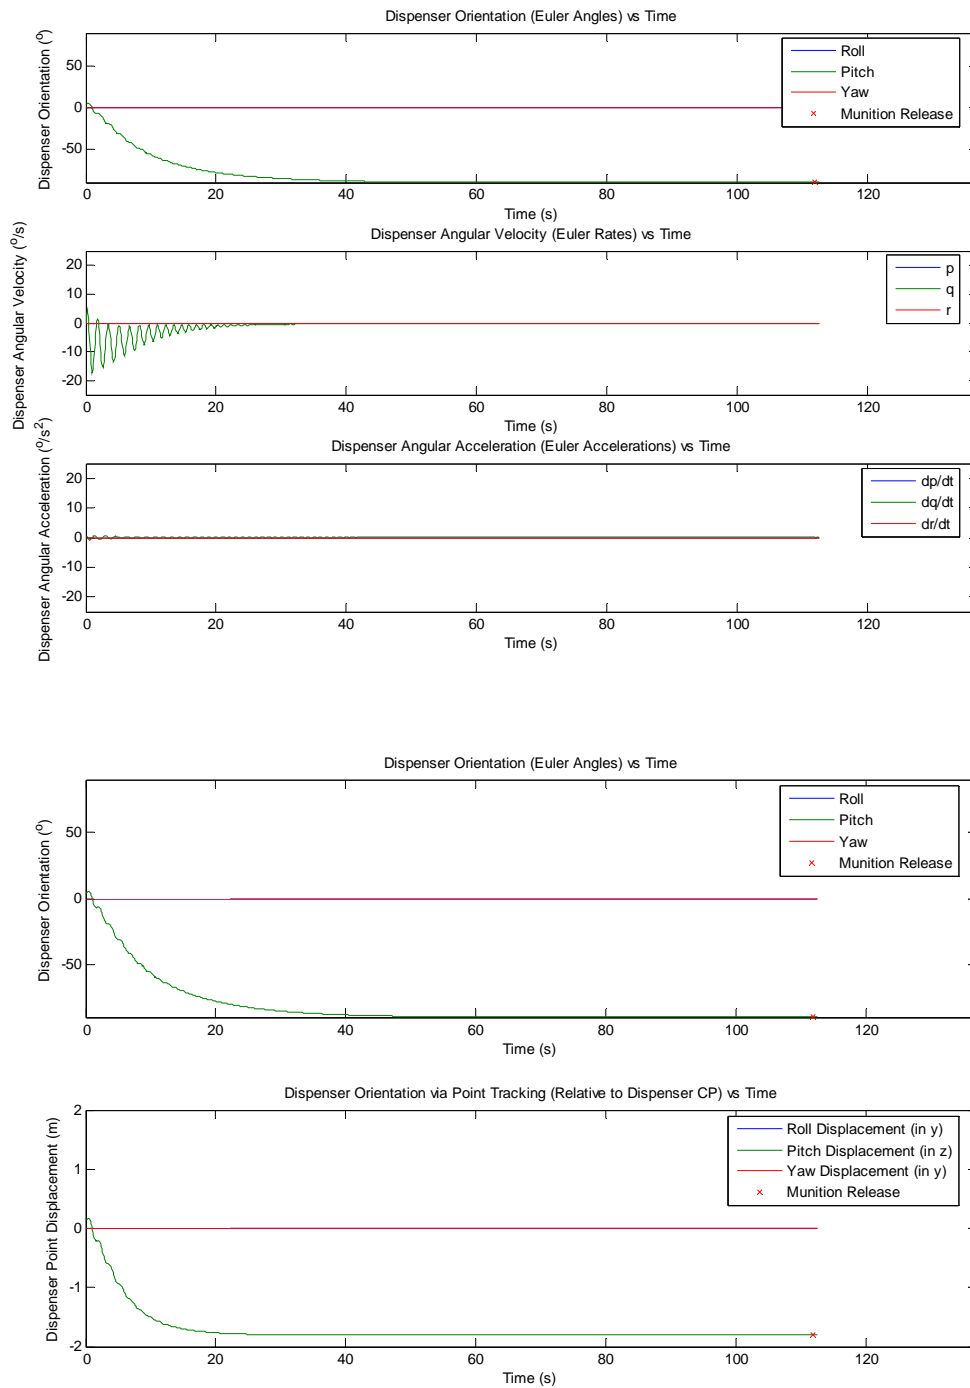 Dispenser Orientation (Euler Angles) vs Time
Dispenser Orientation (º)
50
0
-50
Roll
Pitch
Yaw
Munition Release
0 20 40 60 80 100 120
Time (s)
Dispenser Angular Velocity (Euler Rates) vs Time
Dispenser Angular Velocity (º/s)
20
10
0
-10
-20
p
q
r
0 20 40 60 80 100 120
Time (s)
Dispenser Angular Acceleration (Euler Accelerations) vs Time
Dispenser Angular Acceleration (º/s²)
20
10
0
-10
-20
dp/dt
dq/dt
dr/dt
0 20 40 60 80 100 120
Time (s)
Dispenser Orientation (Euler Angles) vs Time
Dispenser Orientation (º)
50
0
-50
Roll
Pitch
Yaw
Munition Release
0 20 40 60 80 100 120
Time (s)
Dispenser Orientation via Point Tracking (Relative to Dispenser CP) vs Time
Dispenser Point Displacement (m)
2
1
0
-1
-2
Roll Displacement (in y)
Pitch Displacement (in z)
Yaw Displacement (in y)
Munition Release
0 20 40 60 80 100 120
Time (s)